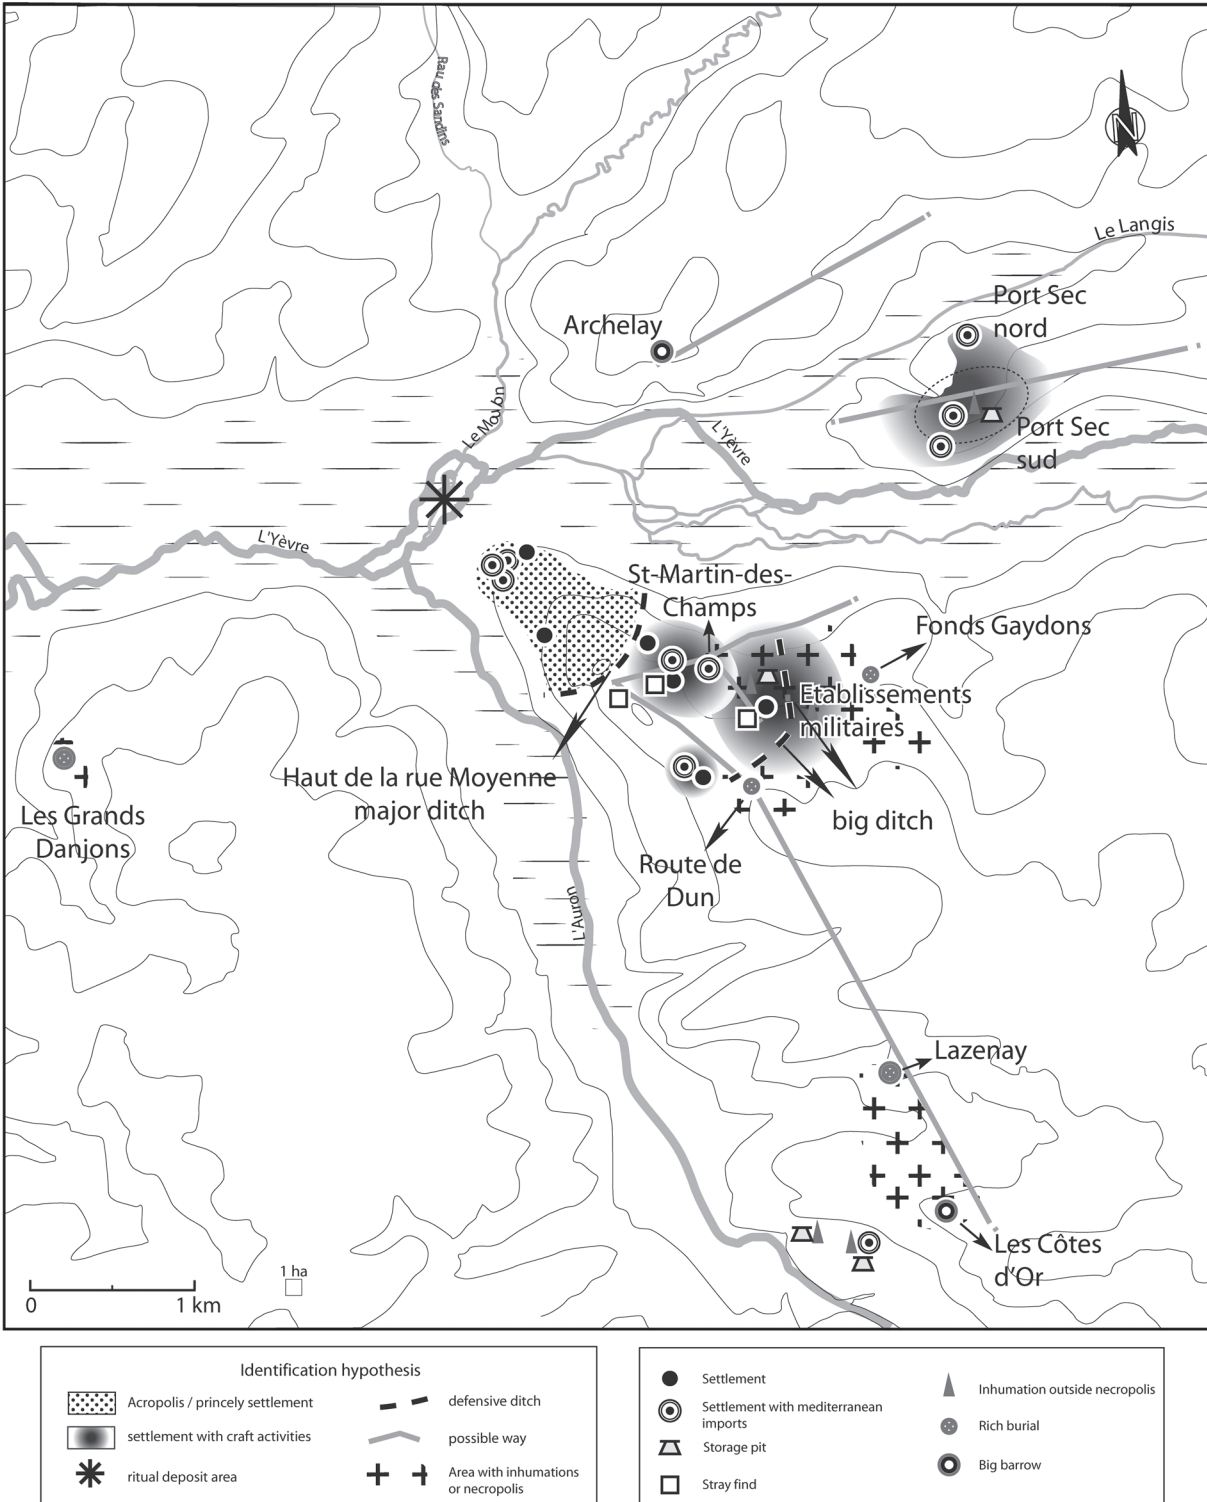 Rau des Sandins
N
Le Langis
Port Sec
nord
Archelay
Le Moulon
L'Yèvre
Port Sec
sud
L'Yèvre
St-Martin-des-
Champs
Fonds Gaydons
Etablissements
militaires
Haut de la rue Moyenne
major ditch
Les Grands
Danjons
big ditch
Route de
Dun
L'Auron
Lazenay
Les Côtes
d'Or
1 ha
0
1 km
Identification hypothesis
Acropolis / princely settlement
settlement with craft activities
ritual deposit area
defensive ditch
possible way
Area with inhumations
or necropolis
Settlement
Settlement with mediterranean
imports
Storage pit
Stray find
Inhumation outside necropolis
Rich burial
Big barrow